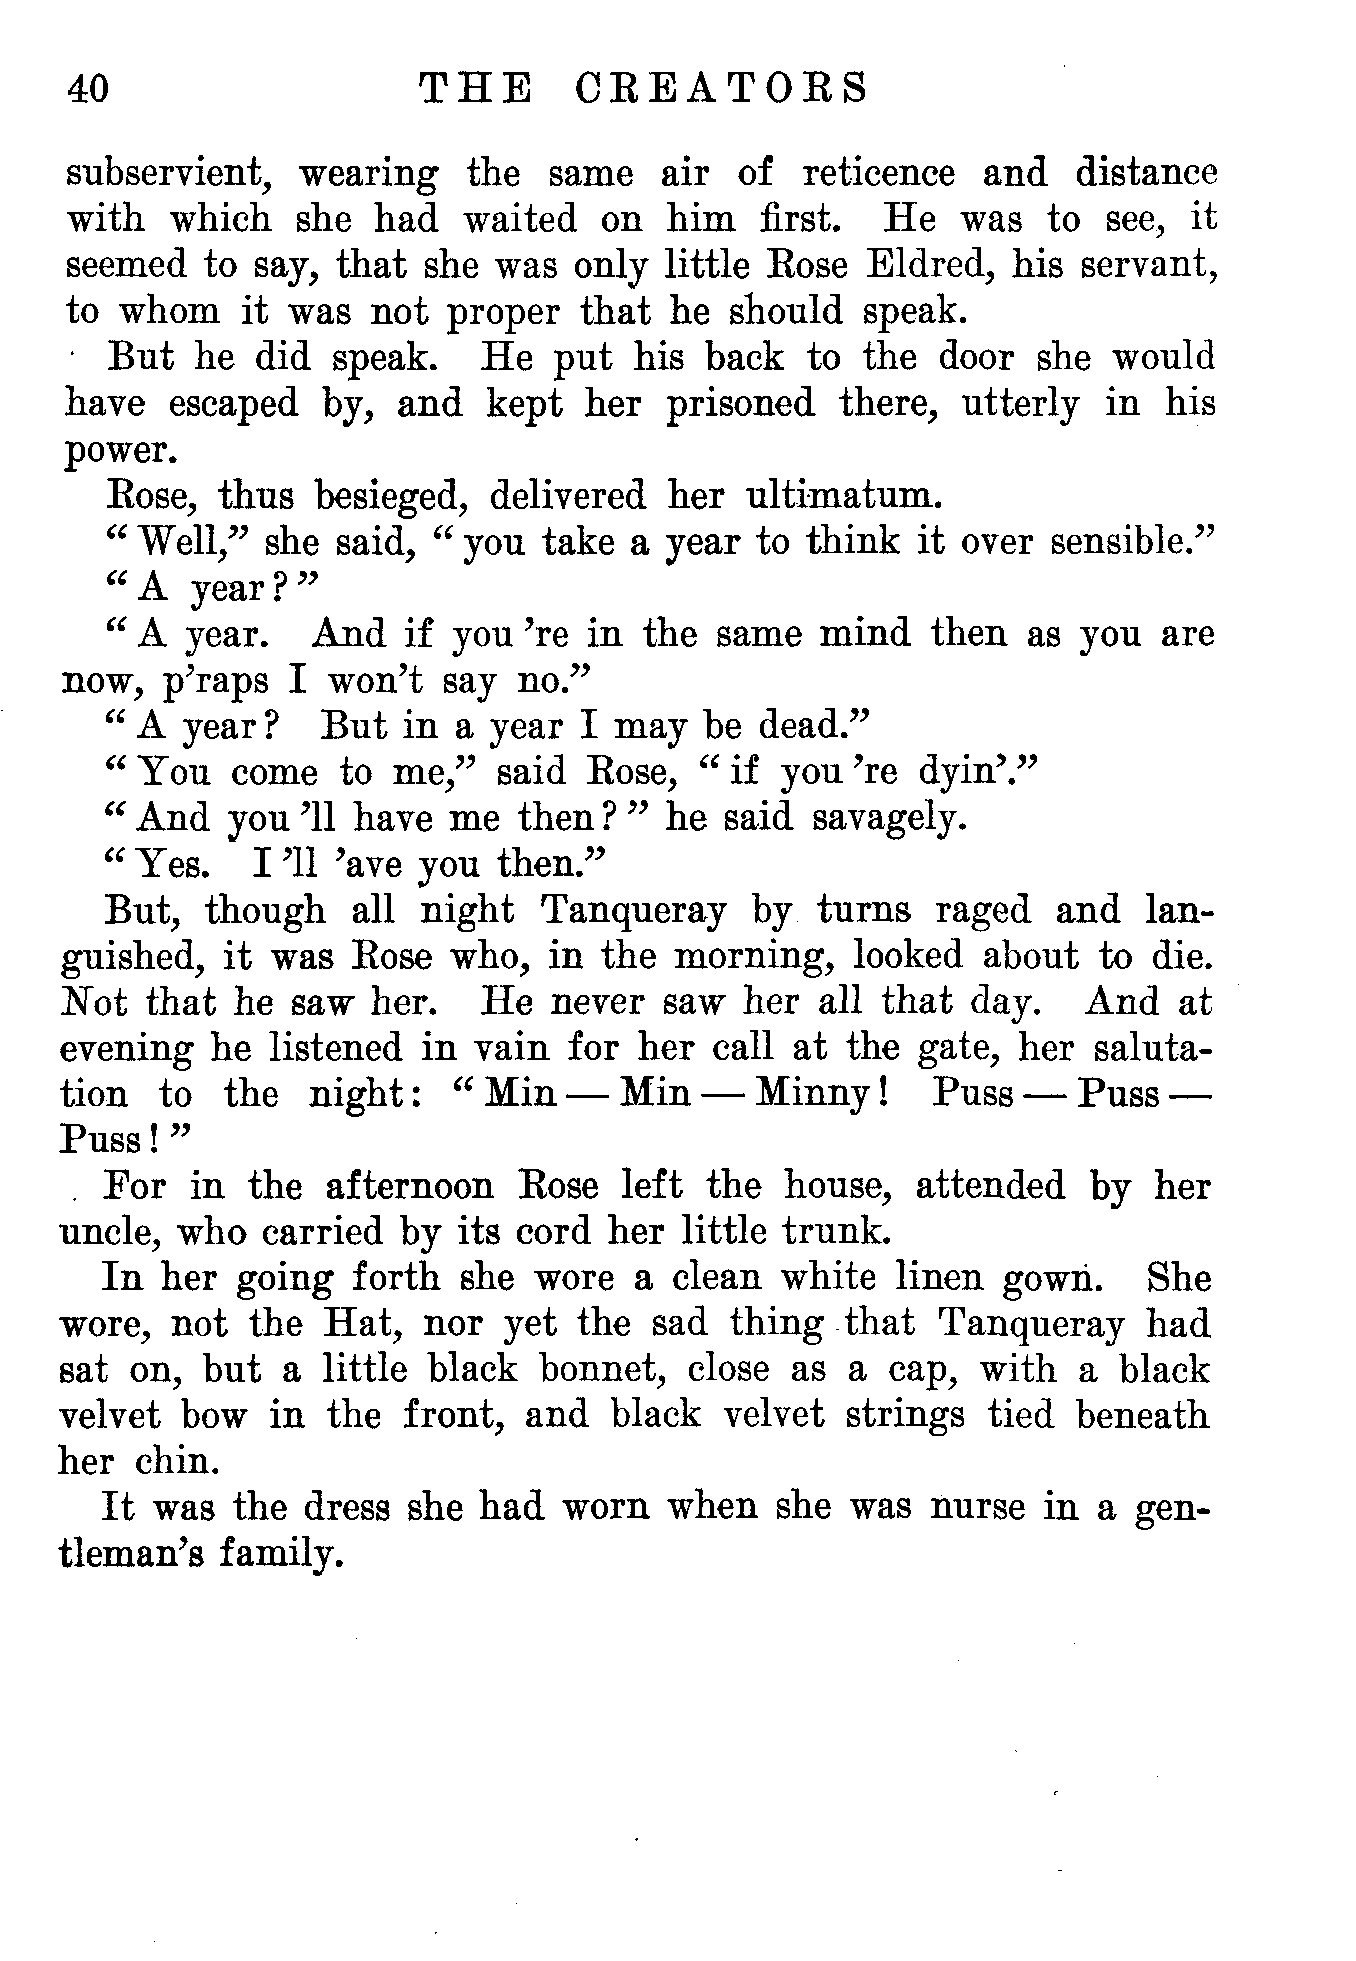 40 THE CREATORS
subservient, wearing the same air of reticence and distance
with which she had waited on him first. He was to see, it
seemed to say, that she was only little Rose Eldred, his servant,
to whom it was not proper that he should speak.
But he did speak. He put his back to the door she would
have escaped by, and kept her prisoned there, utterly in his
power.
Rose, thus besieged, delivered her ultimatum.
“Well,” she said, “you take a year to think it over sensible.”
“A year?”
“A year. And if you 're in the same mind then as you are
now, p'raps I won't say no.”
“A year? But in a year I may be dead.”
“You come to me,” said Rose, “if you 're dyin'.”
“And you 'll have me then?” he said savagely.
“Yes. I 'll 'ave you then.”
But, though all night Tanqueray by turns raged and lan-
guished, it was Rose who, in the morning, looked about to die.
Not that he saw her. He never saw her all that day. And at
evening he listened in vain for her call at the gate, her saluta-
tion to the night: “Min — Min — Minny! Puss — Puss —
Puss!”
For in the afternoon Rose left the house, attended by her
uncle, who carried by its cord her little trunk.
In her going forth she wore a clean white linen gown. She
wore, not the Hat, nor yet the sad thing that Tanqueray had
sat on, but a little black bonnet, close as a cap, with a black
velvet bow in the front, and black velvet strings tied beneath
her chin.
It was the dress she had worn when she was nurse in a gen-
tleman's family.